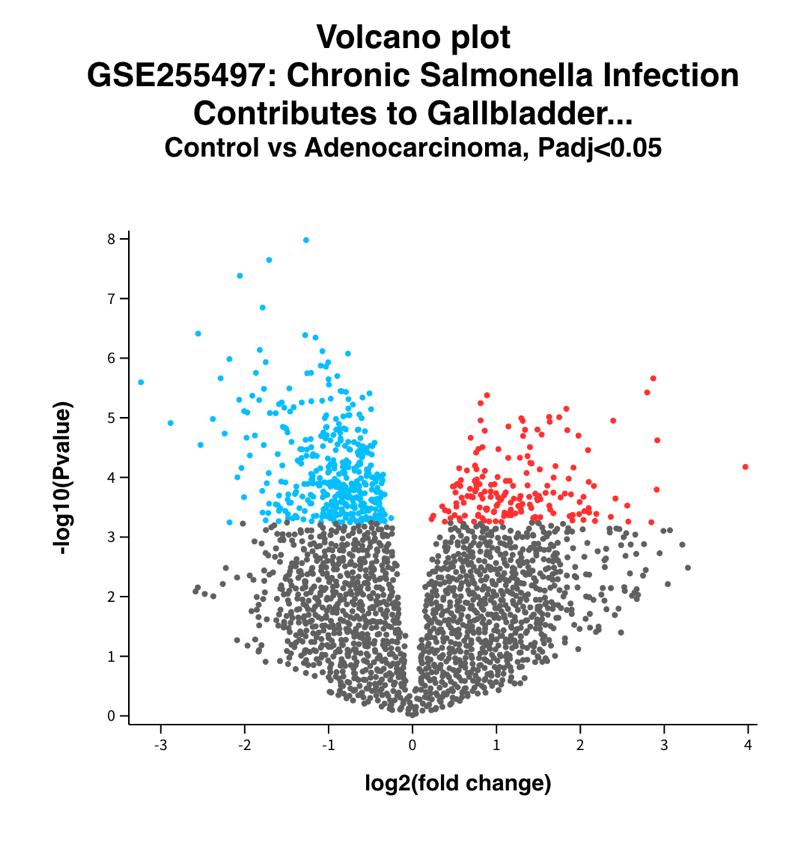 Volcano plot
GSE255497: Chronic Salmonella Infection
Contributes to Gallbladder...
Control vs Adenocarcinoma, Padj<0.05
8
7
6
5
4
3
2
1
0
-log10(Pvalue)
-3 -2 -1 0 1 2 3 4
log2(fold change)